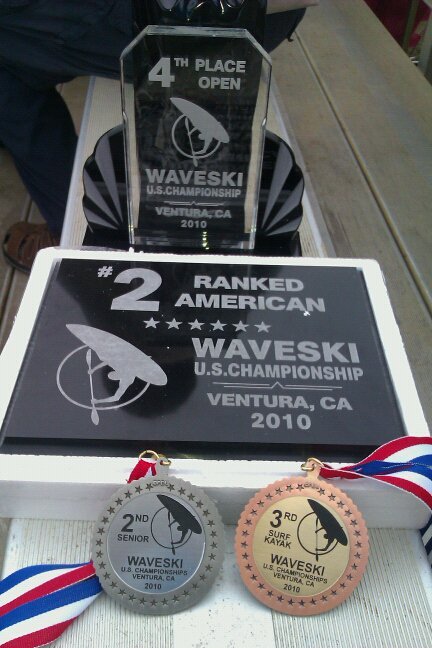 4TH PLACE
OPEN
WAVESKI
U.S.CHAMPIONSHIP
VENTURA, CA
2010
#2 RANKED
AMERICAN
WAVESKI
U.S.CHAMPIONSHIP
VENTURA, CA
2010
2ND
SENIOR
WAVESKI
U.S. CHAMPIONSHIPS
VENTURA, CA
2010
3RD
SURF
KAYAK
WAVESKI
U.S. CHAMPIONSHIPS
VENTURA, CA
2010